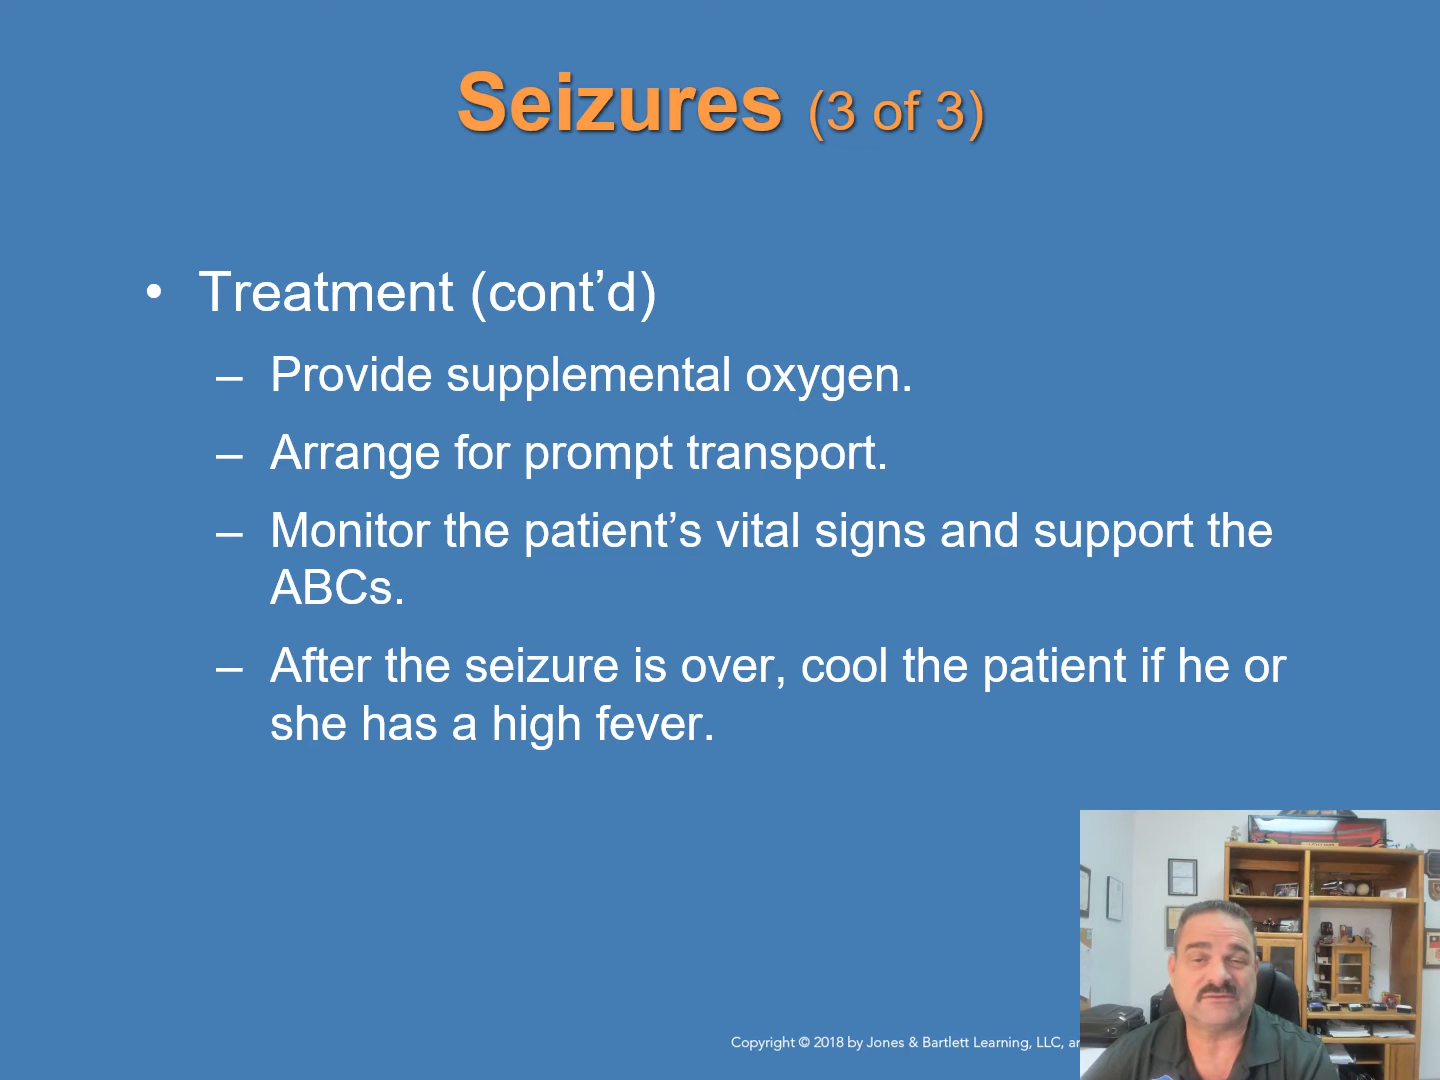 Seizures (3 of 3)
• Treatment (cont’d)
– Provide supplemental oxygen.
– Arrange for prompt transport.
– Monitor the patient’s vital signs and support the
ABCs.
– After the seizure is over, cool the patient if he or
she has a high fever.
Copyright © 2018 by Jones & Bartlett Learning, LLC, an